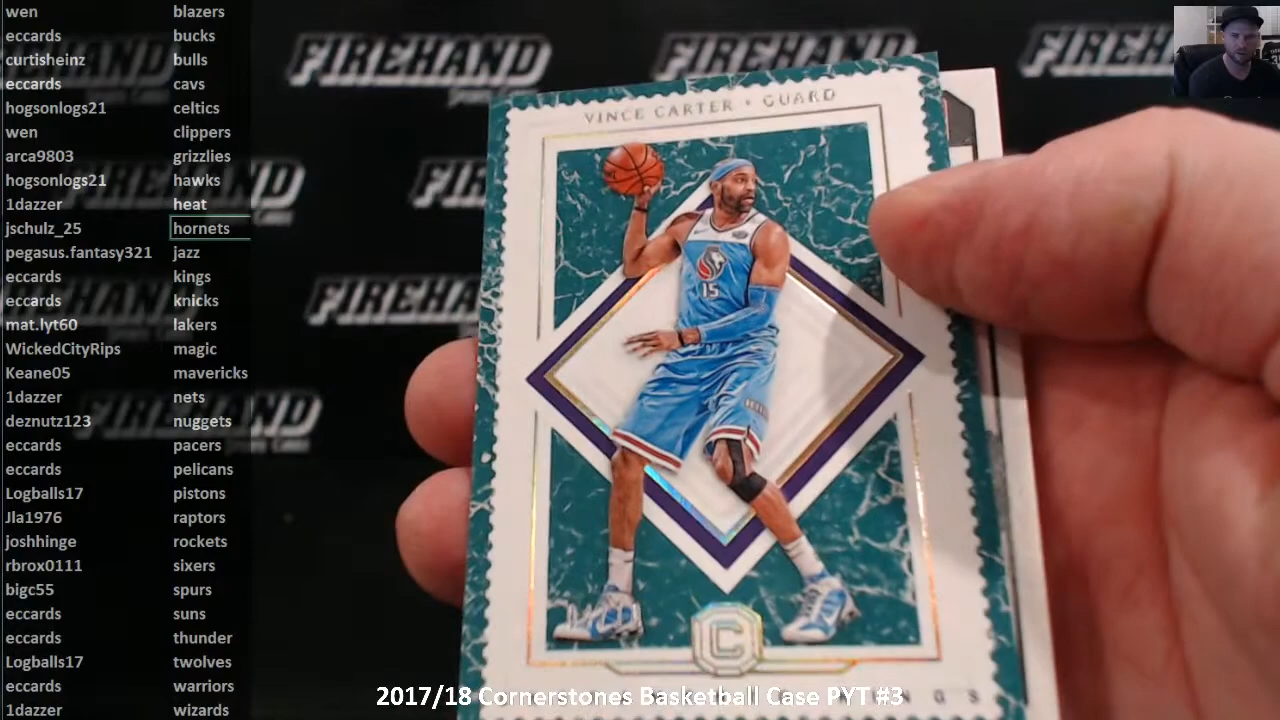 wen blazers
eccards bucks
curtisheinz bulls
eccards cavs
hogsonlogs21 celtics
wen clippers
arca9803 grizzlies
hogsonlogs21 hawks
1dazzer heat
jschulz_25 hornets
pegasus.fantasy321 jazz
eccards kings
eccards knicks
mat.lyt60 lakers
WickedCityRips magic
Keane05 mavericks
1dazzer nets
deznutz123 nuggets
eccards pacers
eccards pelicans
Logballs17 pistons
Jla1976 raptors
joshhinge rockets
rbrox0111 sixers
bigc55 spurs
eccards suns
eccards thunder
Logballs17 twolves
eccards warriors
1dazzer wizards
FIREHAND FIREHAND FIREH
FIREHAND
FIREHAND
FIREHAND
VINCE CARTER • GUARD
15
C
2017/18 Cornerstones Basketball Case PYT #3